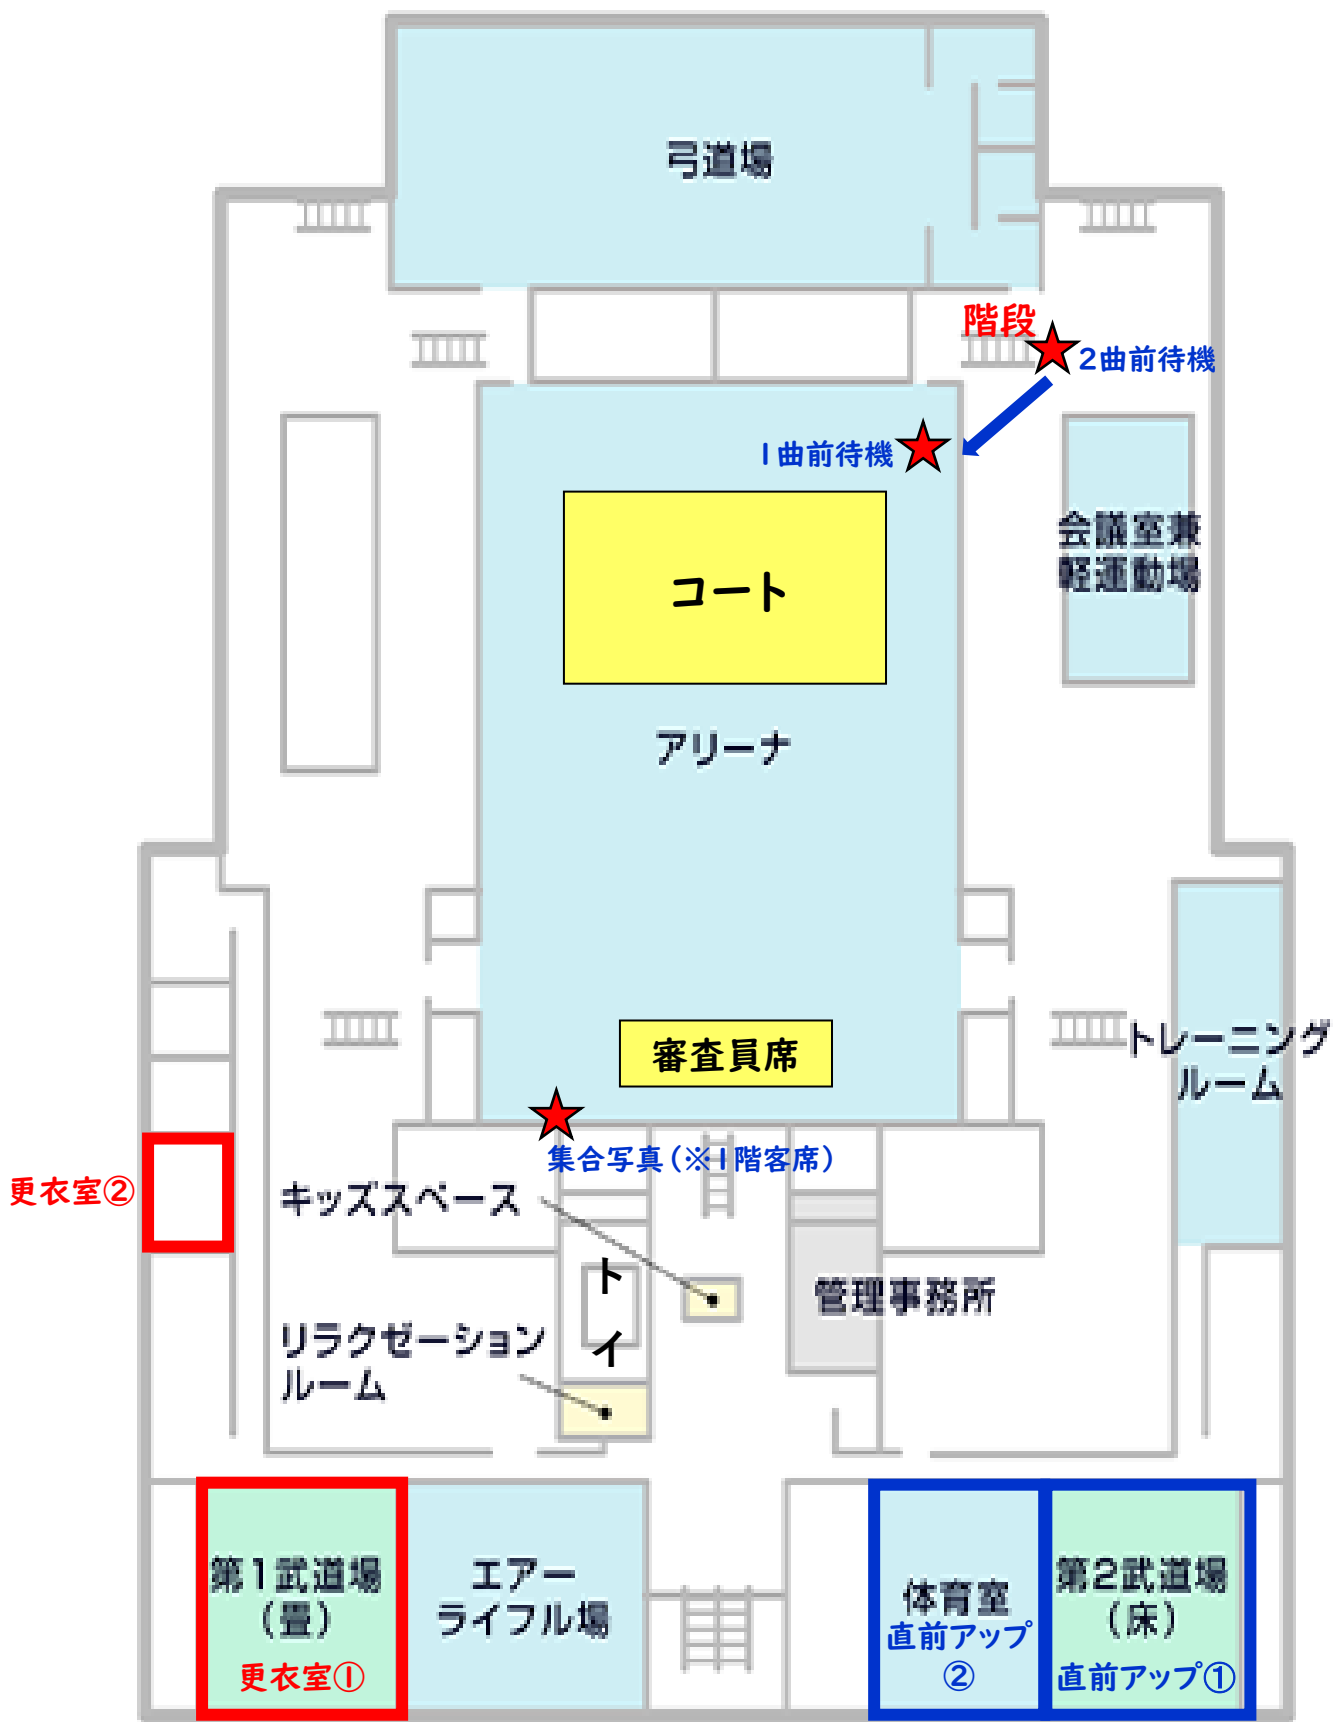 弓道場
階段
2曲前待機
1曲前待機
会議室兼
軽運動場
コート
アリーナ
審査員席
トレーニング
ルーム
集合写真(※1階客席)
更衣室②
キッズスペース
ト
イ
管理事務所
リラクゼーション
ルーム
第1武道場
(畳)
更衣室①
エアー
ライフル場
体育室
直前アップ
②
第2武道場
(床)
直前アップ①